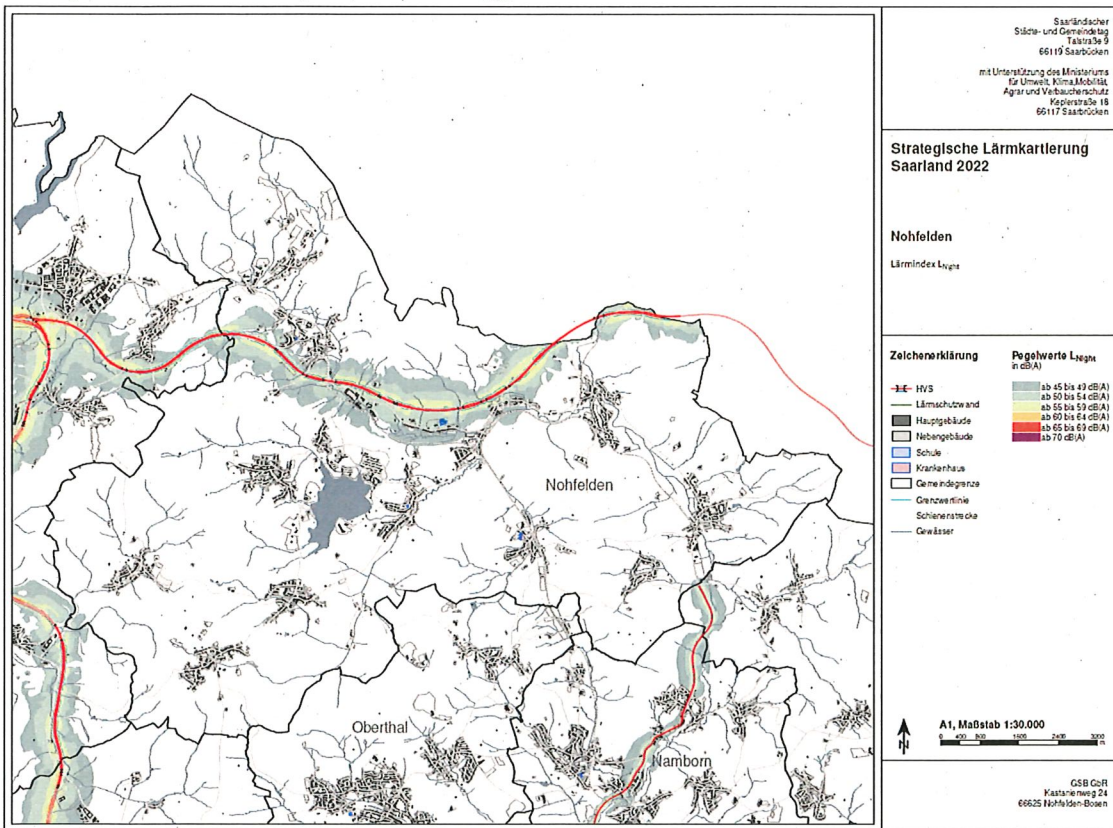 Saarländischer
Städte- und Gemeindetag
Talstraße 9
66119 Saarbrücken
mit Unterstützung des Ministeriums
für Umwelt, Klima,Mobilität,
Agrar und Verbaucherschutz
Keplerstraße 18
66117 Saarbrücken
Strategische Lärmkartierung
Saarland 2022
Nohfelden
Lärmindex LNight
Zeichenerklärung
HVS
Lärmschutzwand
Hauptgebäude
Nebengebäude
Schule
Krankenhaus
Gemeindegrenze
Grenzwertlinie
Schienenstrecke
Gewässer
Pegelwerte LNight
in dB(A)
ab 45 bis 49 dB(A)
ab 50 bis 54 dB(A)
ab 55 bis 59 dB(A)
ab 60 bis 64 dB(A)
ab 65 bis 69 dB(A)
ab 70 dB(A)
Nohfelden
Oberthal
Namborn
N
A1, Maßstab 1:30.000
0 400 800 1600 2400 3200
m
GSB GbR
Kastanienweg 24
66625 Nohfelden-Bosen